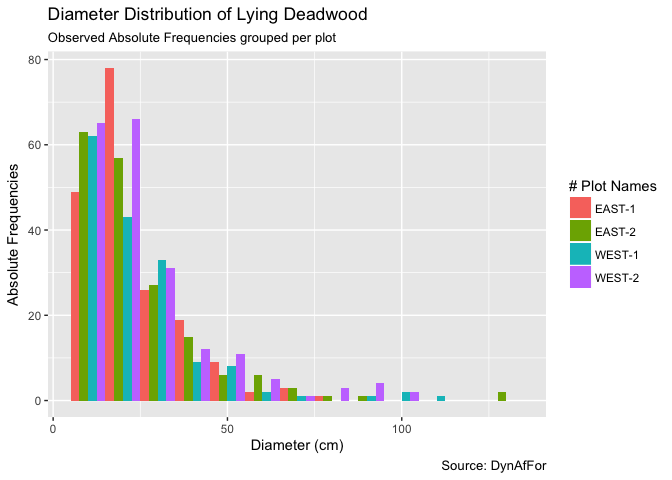 Diameter Distribution of Lying Deadwood
Observed Absolute Frequencies grouped per plot
80
60
40
20
0
Absolute Frequencies
0 50 100
Diameter (cm)
# Plot Names
EAST-1
EAST-2
WEST-1
WEST-2
Source: DynAfFor